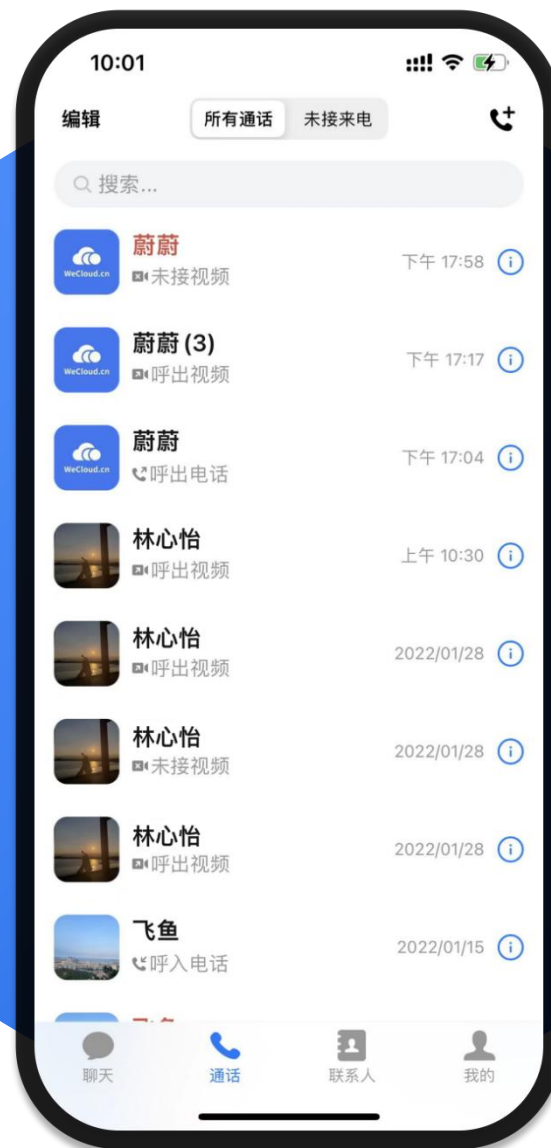 10:01
编辑 所有通话 未接来电
搜索...
蔚蔚
WeCloud.cn 未接视频 下午 17:58
蔚蔚 (3)
WeCloud.cn 呼出视频 下午 17:17
蔚蔚
WeCloud.cn 呼出电话 下午 17:04
林心怡
呼出视频 上午 10:30
林心怡
呼出视频 2022/01/28
林心怡
未接视频 2022/01/28
林心怡
呼出视频 2022/01/28
飞鱼
呼入电话 2022/01/15
聊天 通话 联系人 我的